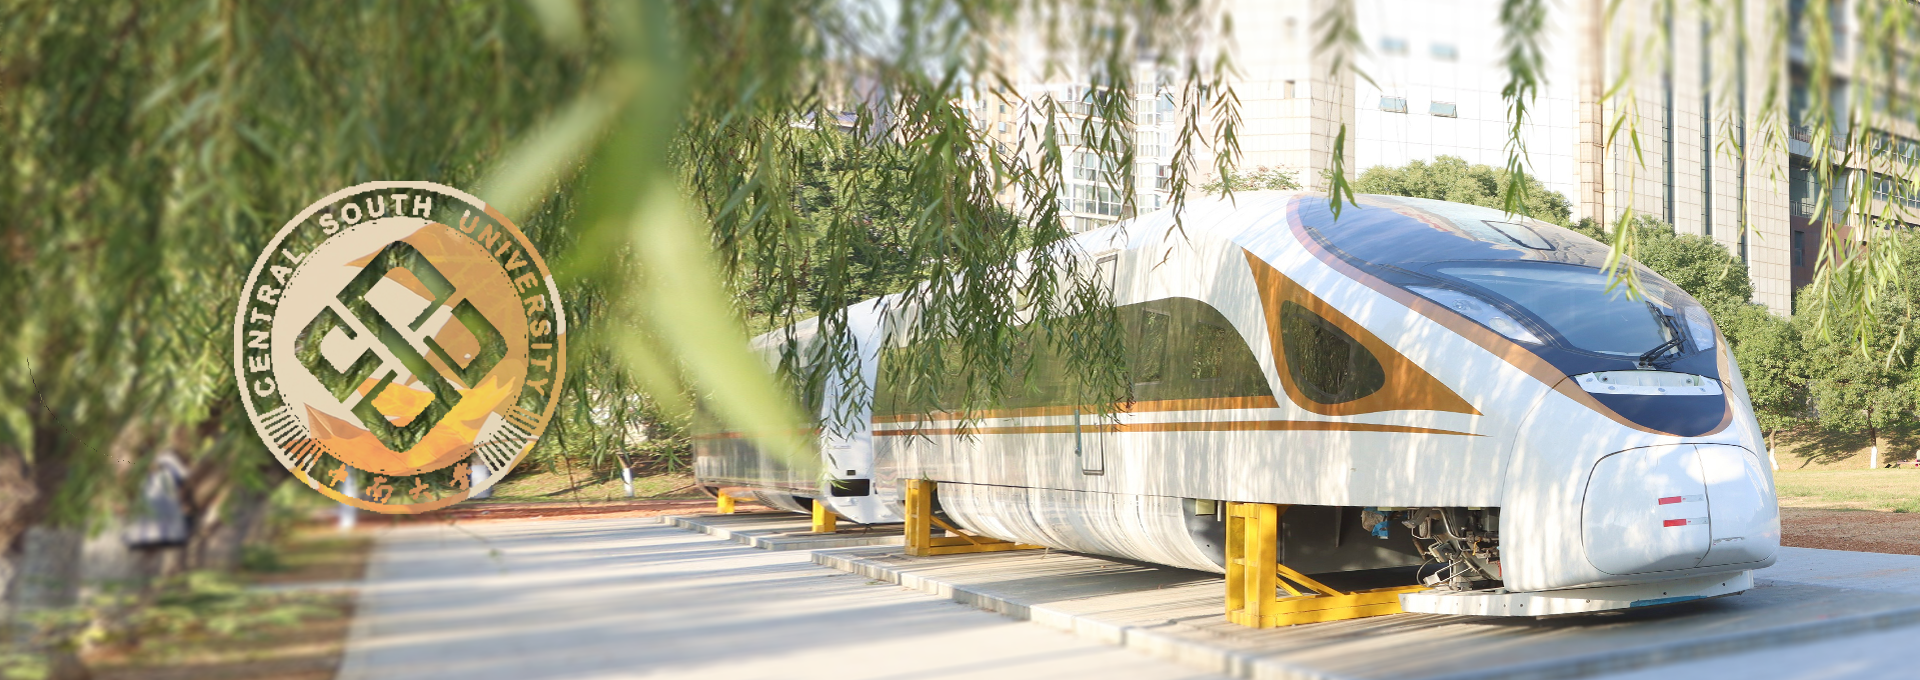 CENTRAL SOUTH UNIVERSITY
中南大学